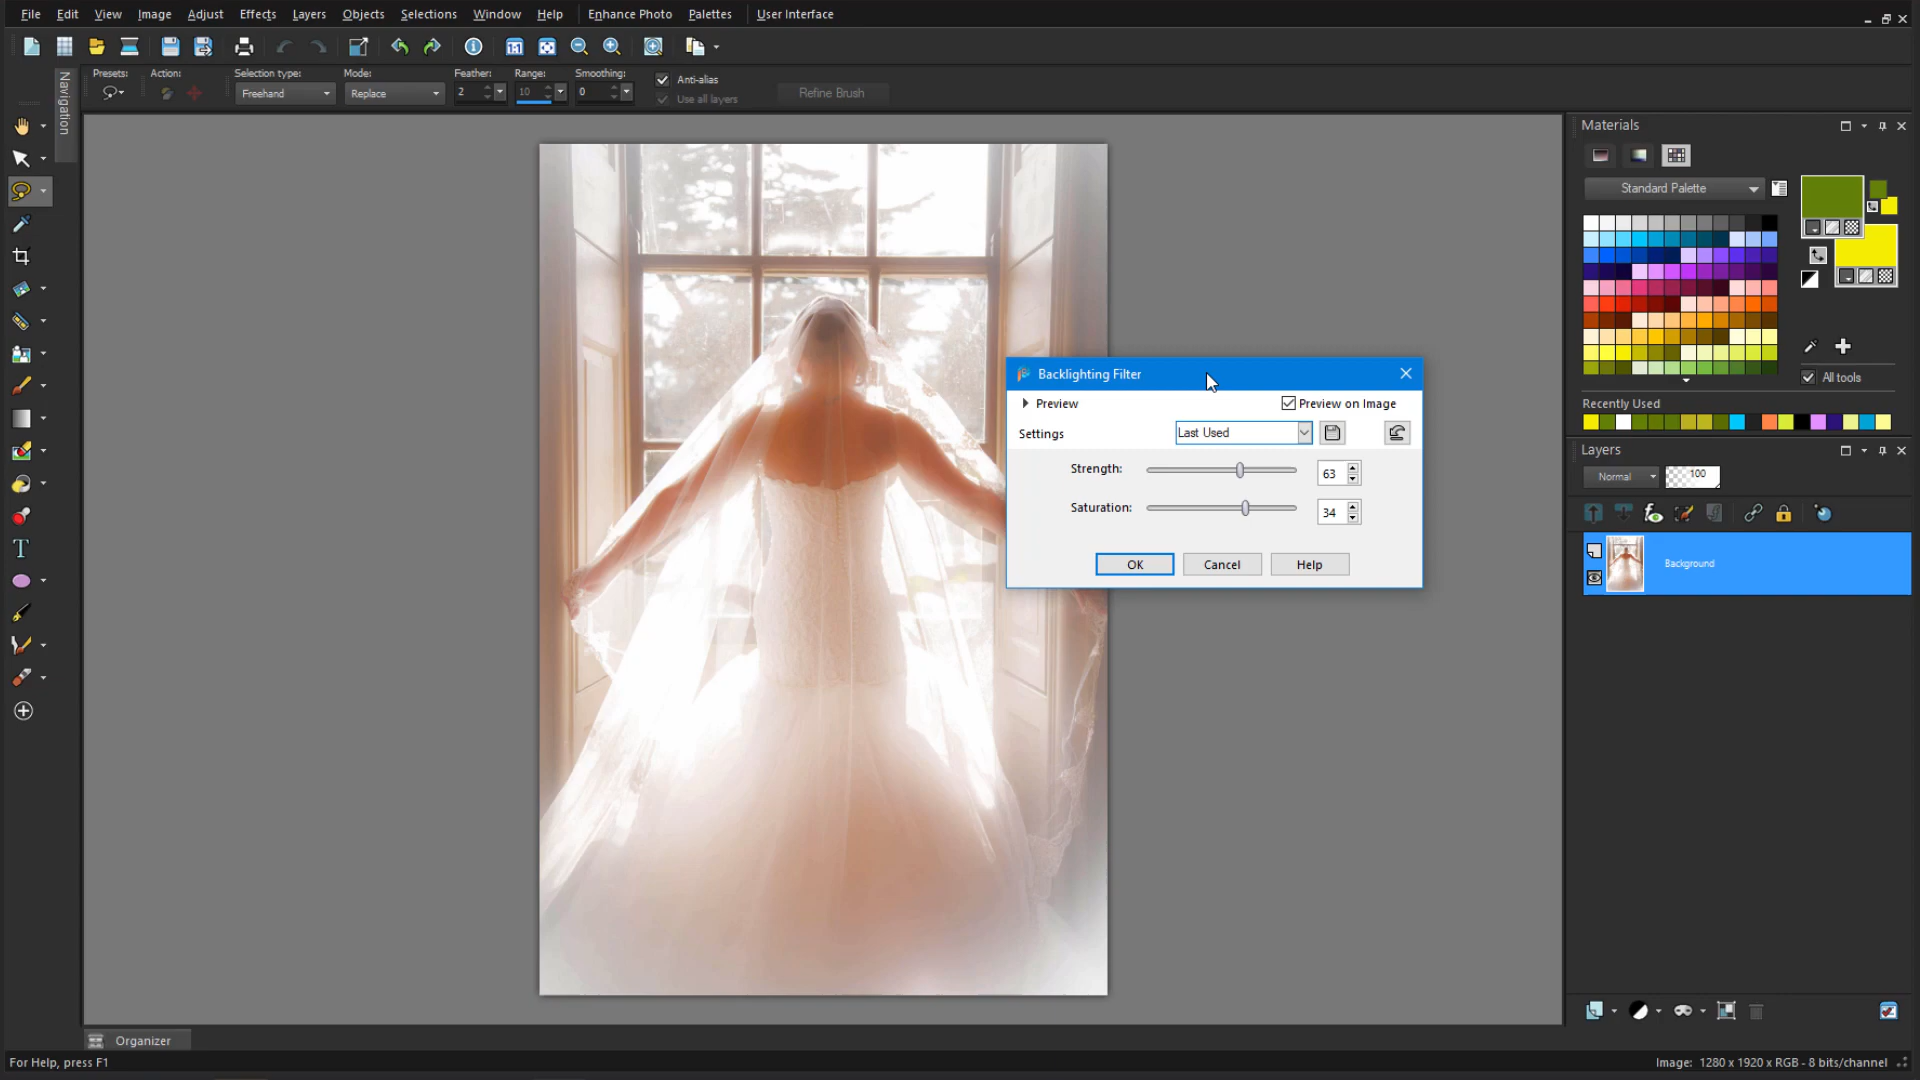 File Edit View Image Adjust Effects Layers Objects Selections Window Help Enhance Photo Palettes User Interface
Presets: Action: Selection type: Mode: Feather: Range: Smoothing: Anti-alias
Freehand Replace 2 10 0 Use all layers Refine Brush
Navigation
Materials
Standard Palette
All tools
Recently Used
Layers
Normal 100
Background
Backlighting Filter
Preview Preview on Image
Settings Last Used
Strength: 63
Saturation: 34
OK Cancel Help
T
Organizer
For Help, press F1 Image: 1280 x 1920 x RGB - 8 bits/channel